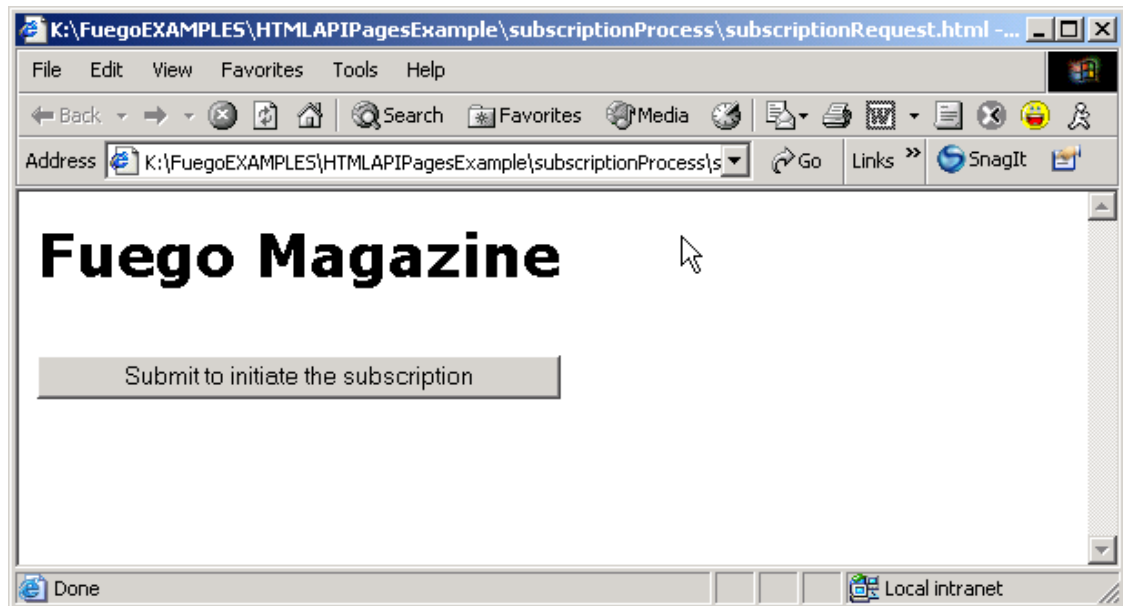 K:\FuegoEXAMPLES\HTMLAPIPagesExample\subscriptionProcess\subscriptionRequest.html -...
File Edit View Favorites Tools Help
Back Search Favorites Media
Address K:\FuegoEXAMPLES\HTMLAPIPagesExample\subscriptionProcess\s Go Links » SnagIt
Fuego Magazine
Submit to initiate the subscription
Done Local intranet